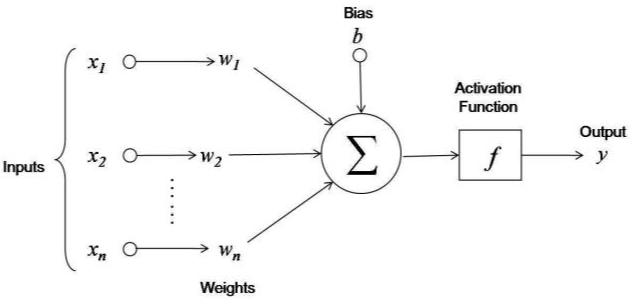 Bias
b
x1 w1
Activation
Function
Output
Inputs x2 w2 Σ f y
xn wn
Weights